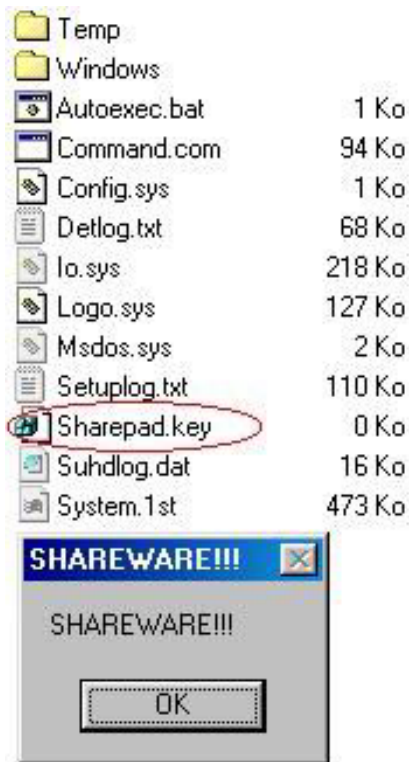 Temp
Windows
Autoexec.bat 1 Ko
Command.com 94 Ko
Config.sys 1 Ko
Detlog.txt 68 Ko
Io.sys 218 Ko
Logo.sys 127 Ko
Msdos.sys 2 Ko
Setuplog.txt 110 Ko
Sharepad.key 0 Ko
Suhdlog.dat 16 Ko
System.1st 473 Ko
SHAREWARE!!!
SHAREWARE!!!
OK